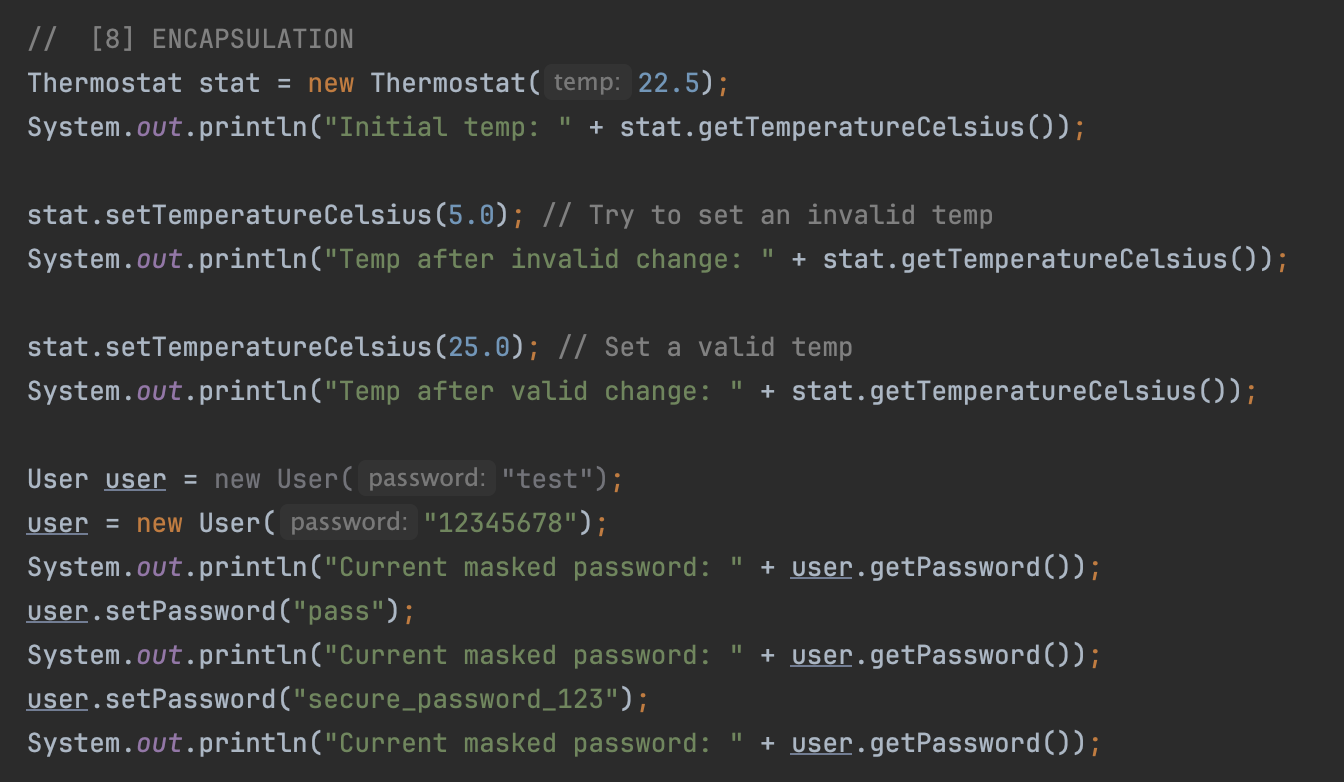 //  [8] ENCAPSULATION
Thermostat stat = new Thermostat( temp: 22.5);
System.out.println("Initial temp: " + stat.getTemperatureCelsius());
stat.setTemperatureCelsius(5.0); // Try to set an invalid temp
System.out.println("Temp after invalid change: " + stat.getTemperatureCelsius());
stat.setTemperatureCelsius(25.0); // Set a valid temp
System.out.println("Temp after valid change: " + stat.getTemperatureCelsius());
User user = new User( password: "test");
user = new User( password: "12345678");
System.out.println("Current masked password: " + user.getPassword());
user.setPassword("pass");
System.out.println("Current masked password: " + user.getPassword());
user.setPassword("secure_password_123");
System.out.println("Current masked password: " + user.getPassword());